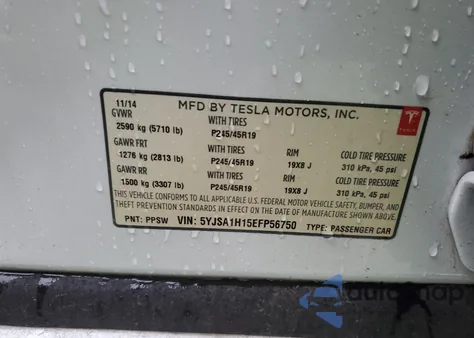 11/14 MFD BY TESLA MOTORS, INC.
GVWR WITH TIRES
2590 kg (5710 lb) P245/45R19
GAWR FRT WITH TIRES RIM COLD TIRE PRESSURE
1276 kg (2813 lb) P245/45R19 19X8 J 310 kPa, 45 psi
GAWR RR WITH TIRES RIM COLD TIRE PRESSURE
1500 kg (3307 lb) P245/45R19 19X8 J 310 kPa, 45 psi
THIS VEHICLE CONFORMS TO ALL APPLICABLE U.S. FEDERAL MOTOR VEHICLE SAFETY, BUMPER, AND
THEFT PREVENTION STANDARDS IN EFFECT ON THE DATE OF MANUFACTURE SHOWN ABOVE.
PNT: PPSW VIN: 5YJSA1H15EFP56750 TYPE: PASSENGER CAR
TESLA